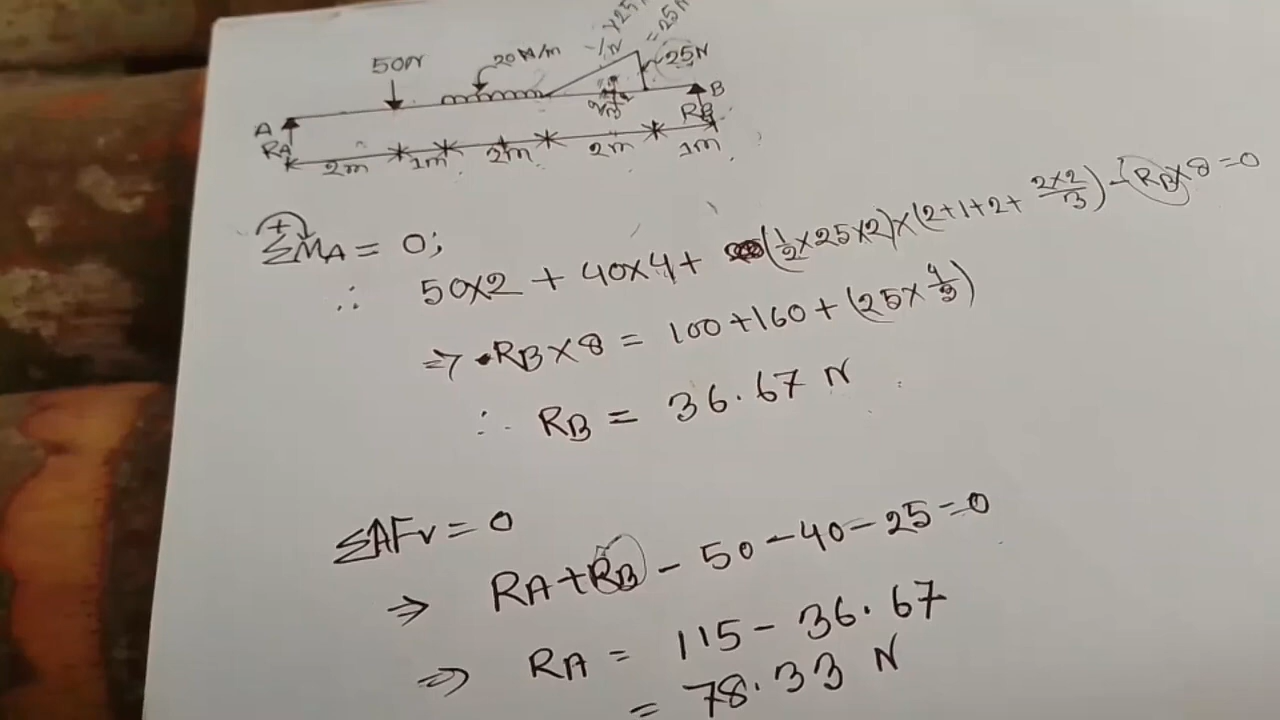 50N 20 N/m 25N
A B
RA RB
2m 1m 2m 2m 1m
ΣMA = 0;
∴ 50×2 + 40×4 + (1/2×25×2)×(2+1+2+ 2×2/3) - RB×8 = 0
⇒ RB×8 = 100+160+(25×
∴ RB = 36.67 N
ΣAFv = 0
⇒ RA+RB - 50 - 40 - 25 = 0
⇒ RA = 115 - 36.67
= 78.33 N